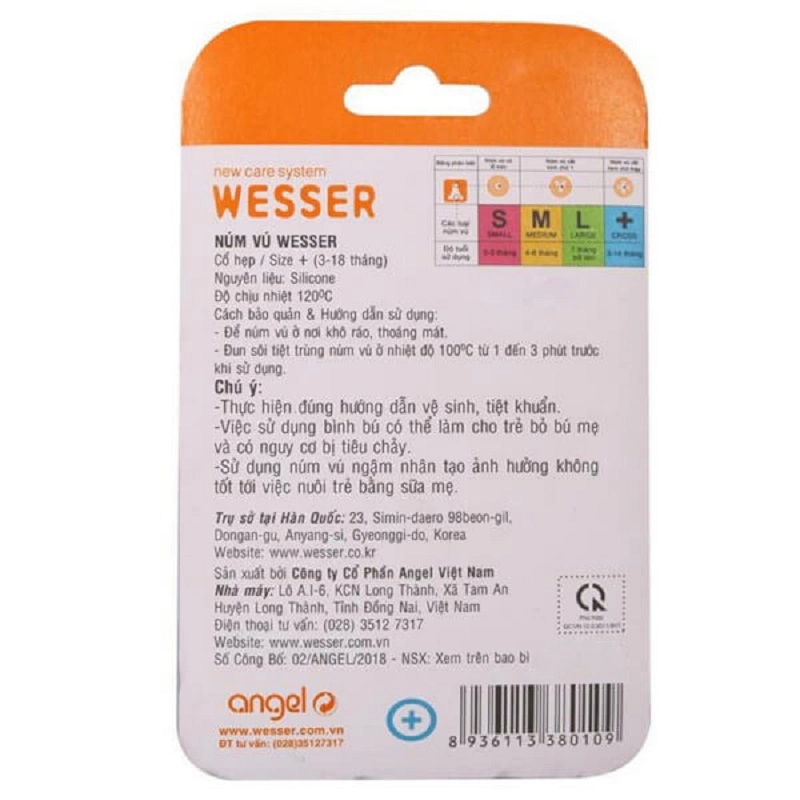 new care system
WESSER
NÚM VÚ WESSER
Cổ hẹp / Size + (3-18 tháng)
Nguyên liệu: Silicone
Độ chịu nhiệt 120ºC
Cách bảo quản & Hướng dẫn sử dụng:
- Để núm vú ở nơi khô ráo, thoáng mát.
- Đun sôi tiệt trùng núm vú ở nhiệt độ 100ºC từ 1 đến 3 phút trước
khi sử dụng.
Chú ý:
-Thực hiện đúng hướng dẫn vệ sinh, tiệt khuẩn.
-Việc sử dụng bình bú có thể làm cho trẻ bỏ bú mẹ
và có nguy cơ bị tiêu chảy.
-Sử dụng núm vú ngậm nhân tạo ảnh hưởng không
tốt tới việc nuôi trẻ bằng sữa mẹ.
Các loại
núm vú
S
SMALL
M
MEDIUM
L
LARGE
+
CROSS
Độ tuổi
sử dụng
Trụ sở tại Hàn Quốc: 23, Simin-daero 98beon-gil,
Dongan-gu, Anyang-si, Gyeonggi-do, Korea
Website: www.wesser.co.kr
Sản xuất bởi Công ty Cổ Phần Angel Việt Nam
Nhà máy: Lô A.I-6, KCN Long Thành, Xã Tam An
Huyện Long Thành, Tỉnh Đồng Nai, Việt Nam
Điện thoại tư vấn: (028) 3512 7317
Website: www.wesser.com.vn
Số Công Bố: 02/ANGEL/2018 - NSX: Xem trên bao bì
angel
www.wesser.com.vn
ĐT tư vấn: (028)35127317
8 936113 380109